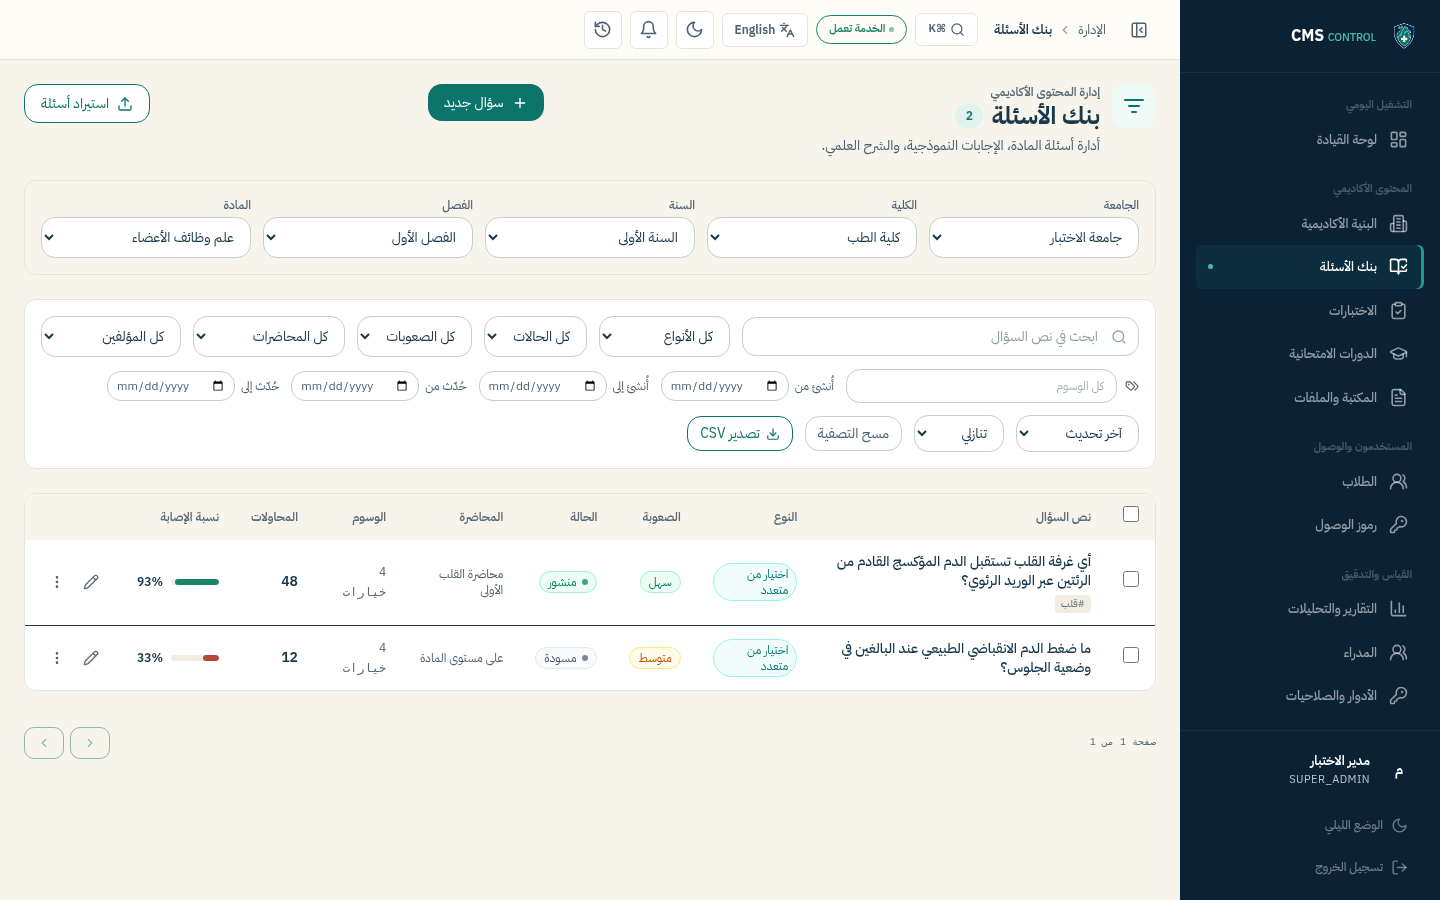 CMS CONTROL
التشغيل اليومي
لوحة القيادة
المحتوى الأكاديمي
البنية الأكاديمية
بنك الأسئلة
الاختبارات
الدورات الامتحانية
المكتبة والملفات
المستخدمون والوصول
الطلاب
رموز الوصول
القياس والتدقيق
التقارير والتحليلات
المدراء
الأدوار والصلاحيات
م
مدير الاختبار
SUPER_ADMIN
الوضع الليلي
تسجيل الخروج
الإدارة
بنك الأسئلة
⌘K
الخدمة تعمل
English
إدارة المحتوى الأكاديمي
بنك الأسئلة 2
أدارة أسئلة المادة، الإجابات النموذجية، والشرح العلمي.
سؤال جديد
استيراد أسئلة
الجامعة الكلية السنة الفصل المادة
جامعة الاختبار كلية الطب السنة الأولى الفصل الأول علم وظائف الأعضاء
ابحث في نص السؤال كل الأنواع كل الحالات كل الصعوبات كل المحاضرات كل المؤلفين
كل الوسوم أُنشئ من mm/dd/yyyy أُنشئ إلى mm/dd/yyyy حُدّث من mm/dd/yyyy حُدّث إلى mm/dd/yyyy
آخر تحديث تنازلي مسح التصفية تصدير CSV
نص السؤال النوع الصعوبة الحالة المحاضرة الوسوم المحاولات نسبة الإصابة
أي غرفة القلب تستقبل الدم المؤكسج القادم من
الرئتين عبر الوريد الرئوي؟
#قلب
اختيار من
متعدد
سهل
منشور
محاضرة القلب
الأولى
4
خيارات
48
93%
ما ضغط الدم الانقباضي الطبيعي عند البالغين في
وضعية الجلوس؟
اختيار من
متعدد
متوسط
مسودة
على مستوى المادة
4
خيارات
12
33%
صفحة 1 من 1